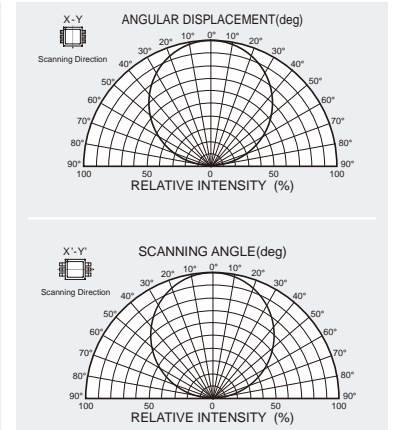 X-Y
ANGULAR DISPLACEMENT(deg)
Scanning Direction
20° 10° 0° 10° 20°
30° 30°
40° 40°
50° 50°
60° 60°
70° 70°
80° 80°
90° 90°
100 50 0 50 100
RELATIVE INTENSITY (%)
X'-Y'
SCANNING ANGLE(deg)
Scanning Direction
20° 10° 0° 10° 20°
30° 30°
40° 40°
50° 50°
60° 60°
70° 70°
80° 80°
90° 90°
100 50 0 50 100
RELATIVE INTENSITY (%)